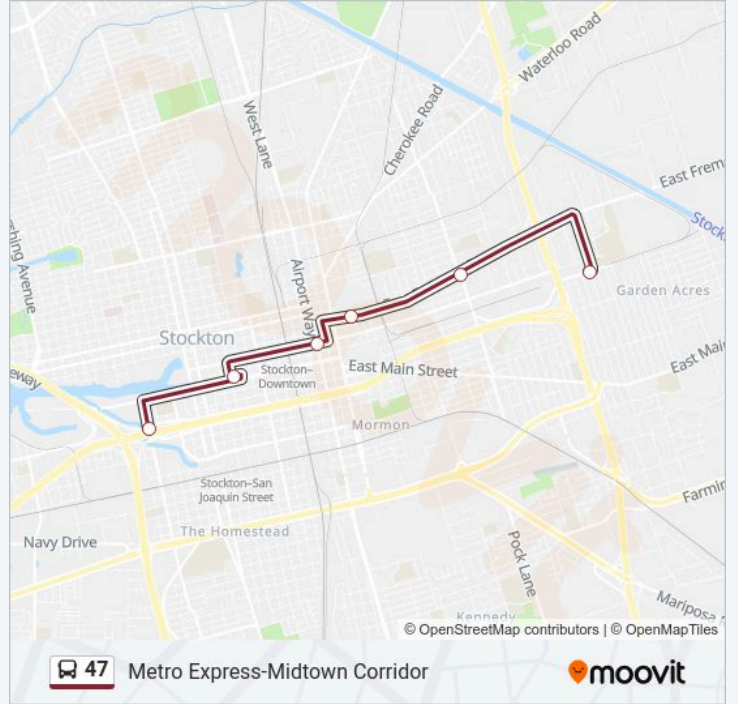 Waterloo Road
West Lane
Cherokee Road
East Frem
Stock
Airport Way
Garden Acres
Stockton
Stockton–
Downtown
East Main Street
East Mai
eway
Mormon
Stockton–San
Joaquin Street
Farmin
The Homestead
Navy Drive
Pock Lane
Mariposa
Kennedy
© OpenStreetMap contributors | © OpenMapTiles
47 Metro Express-Midtown Corridor
moovit